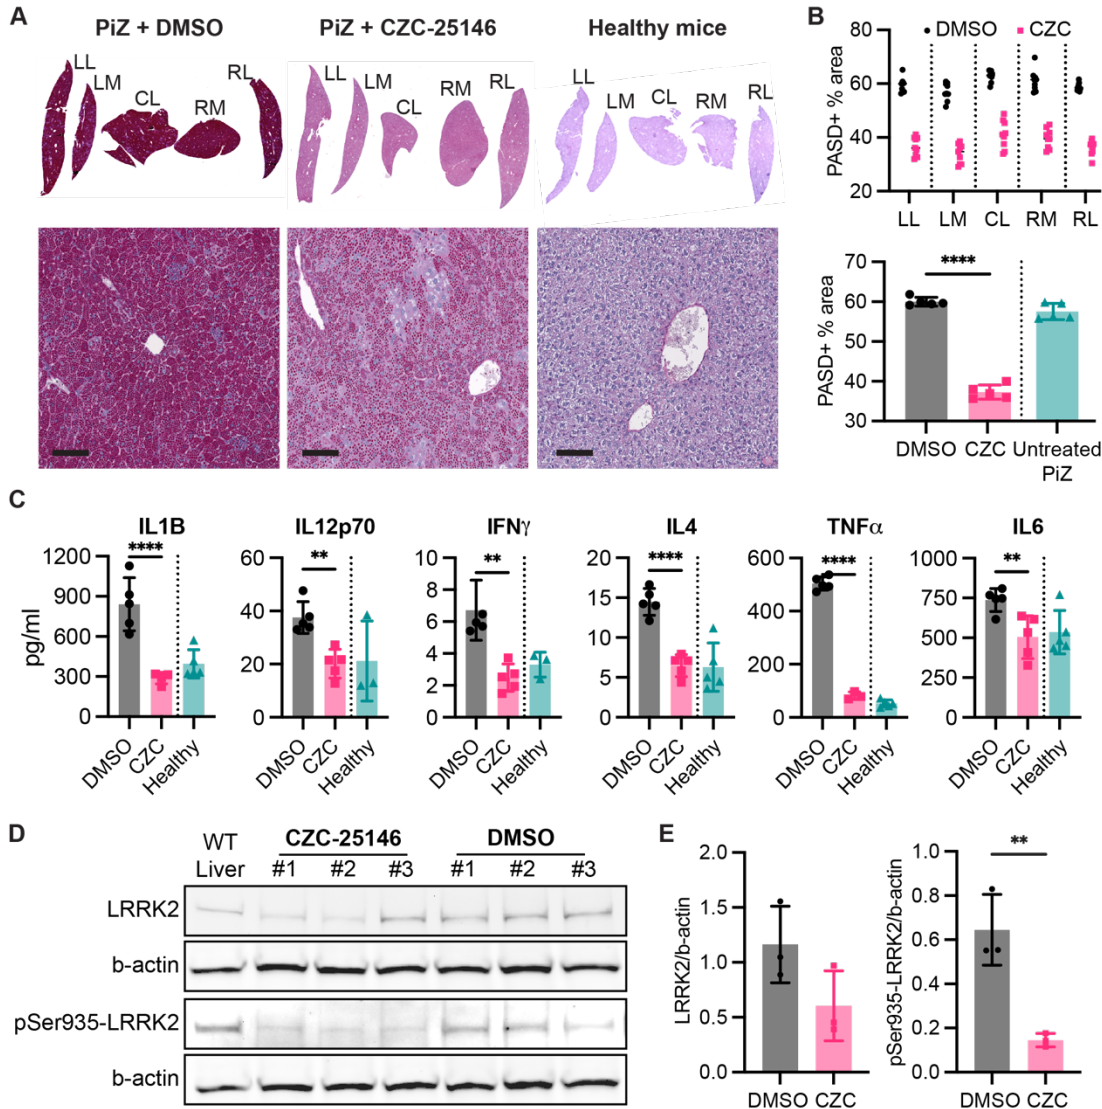 A
PiZ + DMSO
PiZ + CZC-25146
Healthy mice
LL
LM
CL
RM
RL
LL
LM
CL
RM
RL
LL
LM
CL
RM
RL
B
DMSO
CZC
PASD+ % area
80
60
40
20
LL
LM
CL
RM
RL
PASD+ % area
70
60
50
40
30
****
DMSO
CZC
Untreated
PiZ
C
IL1B
pg/ml
1200
900
600
300
0
****
DMSO
CZC
Healthy
IL12p70
60
40
20
0
**
DMSO
CZC
Healthy
IFNγ
10
8
6
4
2
0
**
DMSO
CZC
Healthy
IL4
20
15
10
5
0
****
DMSO
CZC
Healthy
TNFα
600
400
200
0
****
DMSO
CZC
Healthy
IL6
1000
750
500
250
0
**
DMSO
CZC
Healthy
D
WT
Liver
CZC-25146
#1
#2
#3
DMSO
#1
#2
#3
LRRK2
b-actin
pSer935-LRRK2
b-actin
E
LRRK2/b-actin
2.0
1.5
1.0
0.5
0.0
DMSO
CZC
pSer935-LRRK2/b-actin
1.0
0.8
0.6
0.4
0.2
0.0
**
DMSO
CZC